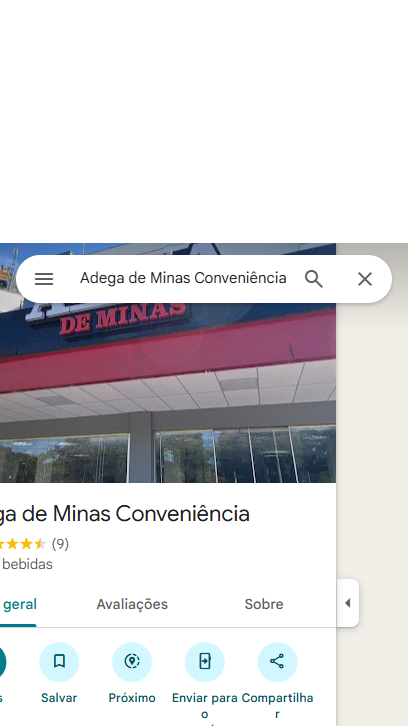 Adega de Minas Conveniência
DE MINAS
ga de Minas Conveniência
(9)
bebidas
geral
Avaliações
Sobre
s
Salvar
Próximo
Enviar para
o
Compartilha
r